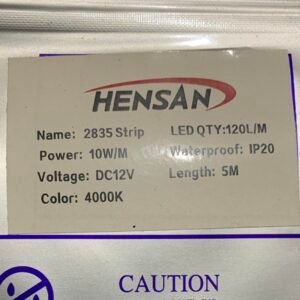 HENSAN
Name: 2835 Strip LED QTY:120L/M
Power: 10W/M Waterproof: IP20
Voltage: DC12V Length: 5M
Color: 4000K
CAUTION